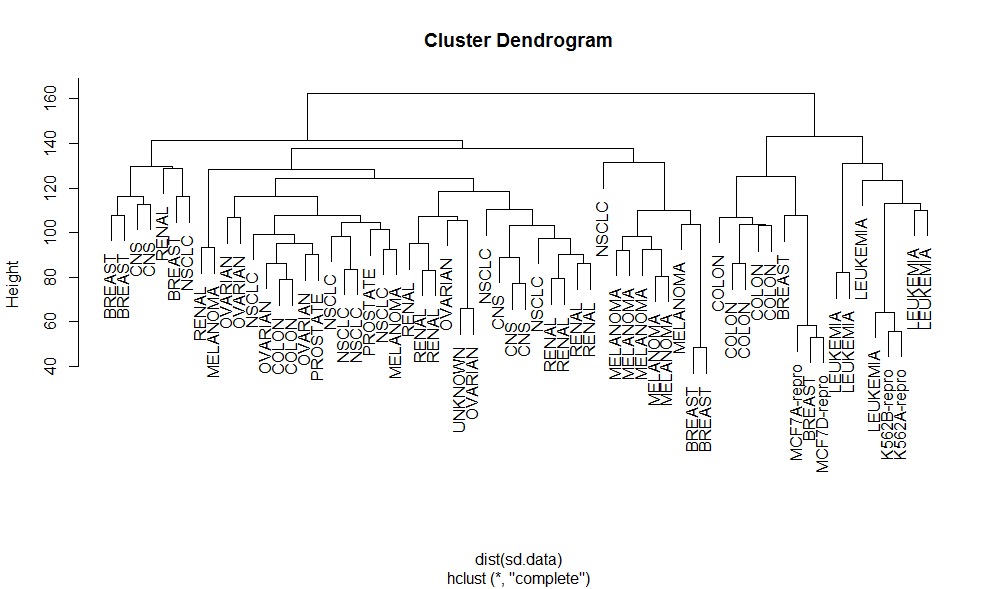 Cluster Dendrogram
Height
160
140
120
100
80
60
40
BREAST
BREAST
CNS
CNS
RENAL
BREAST
NSCLC
RENAL
MELANOMA
OVARIAN
OVARIAN
NSCLC
OVARIAN
COLON
COLON
OVARIAN
PROSTATE
NSCLC
NSCLC
NSCLC
PROSTATE
NSCLC
MELANOMA
RENAL
RENAL
RENAL
OVARIAN
UNKNOWN
OVARIAN
NSCLC
CNS
CNS
CNS
NSCLC
RENAL
RENAL
RENAL
RENAL
NSCLC
MELANOMA
MELANOMA
MELANOMA
MELANOMA
MELANOMA
MELANOMA
BREAST
BREAST
COLON
COLON
COLON
COLON
COLON
BREAST
MCF7A-repro
BREAST
MCF7D-repro
LEUKEMIA
LEUKEMIA
LEUKEMIA
LEUKEMIA
K562B-repro
K562A-repro
LEUKEMIA
LEUKEMIA
dist(sd.data)
hclust (*, "complete")